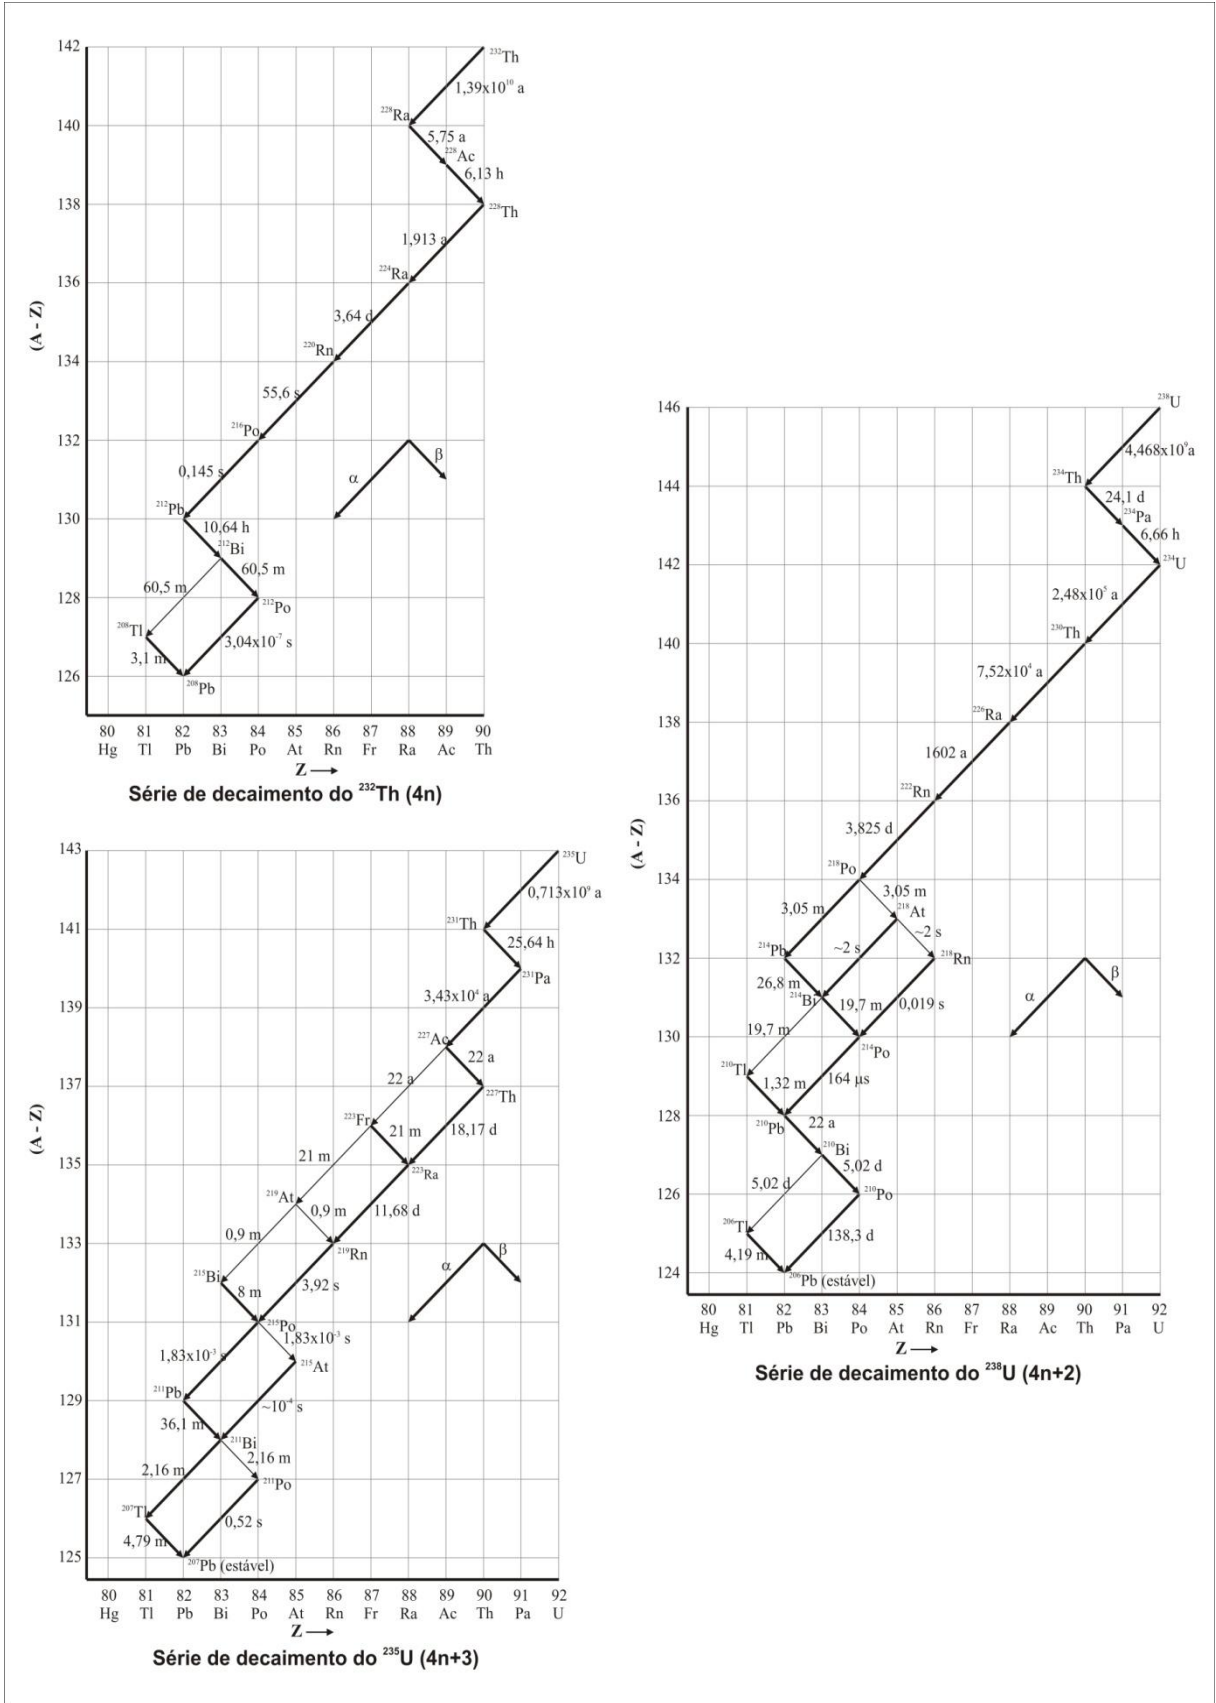 142
²³²Th
1,39x10¹⁰ a
²²⁸Ra
140
5,75 a
²²⁸Ac
6,13 h
138
²²⁸Th
1,913 a
²²⁴Ra
136
3,64 d
(A - Z)
²²⁰Rn
134
55,6 s
²¹⁶Po
132
β
0,145 s
α
²¹²Pb
130
10,64 h
²¹²Bi
60,5 m
60,5 m
128
²¹²Po
²⁰⁸Tl
3,04x10⁻⁷ s
3,1 m
126
²⁰⁸Pb
80 81 82 83 84 85 86 87 88 89 90
Hg Tl Pb Bi Po At Rn Fr Ra Ac Th
Z
Série de decaimento do ²³²Th (4n)
143
²³⁵U
0,713x10⁹ a
²³¹Th
141
25,64 h
²³¹Pa
3,43x10⁴ a
139
²²⁷Ac
22 a
22 a
137
²²⁷Th
(A - Z)
²²³Fr
21 m
18,17 d
21 m
135
²²³Ra
²¹⁹At
0,9 m
11,68 d
0,9 m
133
²¹⁹Rn
β
α
²¹⁵Bi
8 m
3,92 s
131
²¹⁵Po
1,83x10⁻³ s
1,83x10⁻³ s
²¹⁵At
²¹¹Pb
129
~10⁻⁴ s
36,1 m
²¹¹Bi
2,16 m
2,16 m
127
²¹¹Po
²⁰⁷Tl
0,52 s
4,79 m
125
²⁰⁷Pb (estável)
80 81 82 83 84 85 86 87 88 89 90 91 92
Hg Tl Pb Bi Po At Rn Fr Ra Ac Th Pa U
Z
Série de decaimento do ²³⁵U (4n+3)
146
²³⁸U
4,468x10⁹a
²³⁴Th
144
24,1 d
²³⁴Pa
6,66 h
142
²³⁴U
2,48x10⁵ a
²³⁰Th
140
7,52x10⁴ a
²²⁶Ra
138
1602 a
²²²Rn
136
3,825 d
(A - Z)
²¹⁸Po
134
3,05 m
3,05 m
²¹⁸At
~2 s
~2 s
²¹⁴Pb
132
²¹⁸Rn
β
26,8 m
²¹⁴Bi
19,7 m
0,019 s
α
19,7 m
130
²¹⁴Po
²¹⁰Tl
1,32 m
164 µs
128
²¹⁰Pb
22 a
²¹⁰Bi
5,02 d
5,02 d
126
²¹⁰Po
²⁰⁶Tl
138,3 d
4,19 m
124
²⁰⁶Pb (estável)
80 81 82 83 84 85 86 87 88 89 90 91 92
Hg Tl Pb Bi Po At Rn Fr Ra Ac Th Pa U
Z
Série de decaimento do ²³⁸U (4n+2)